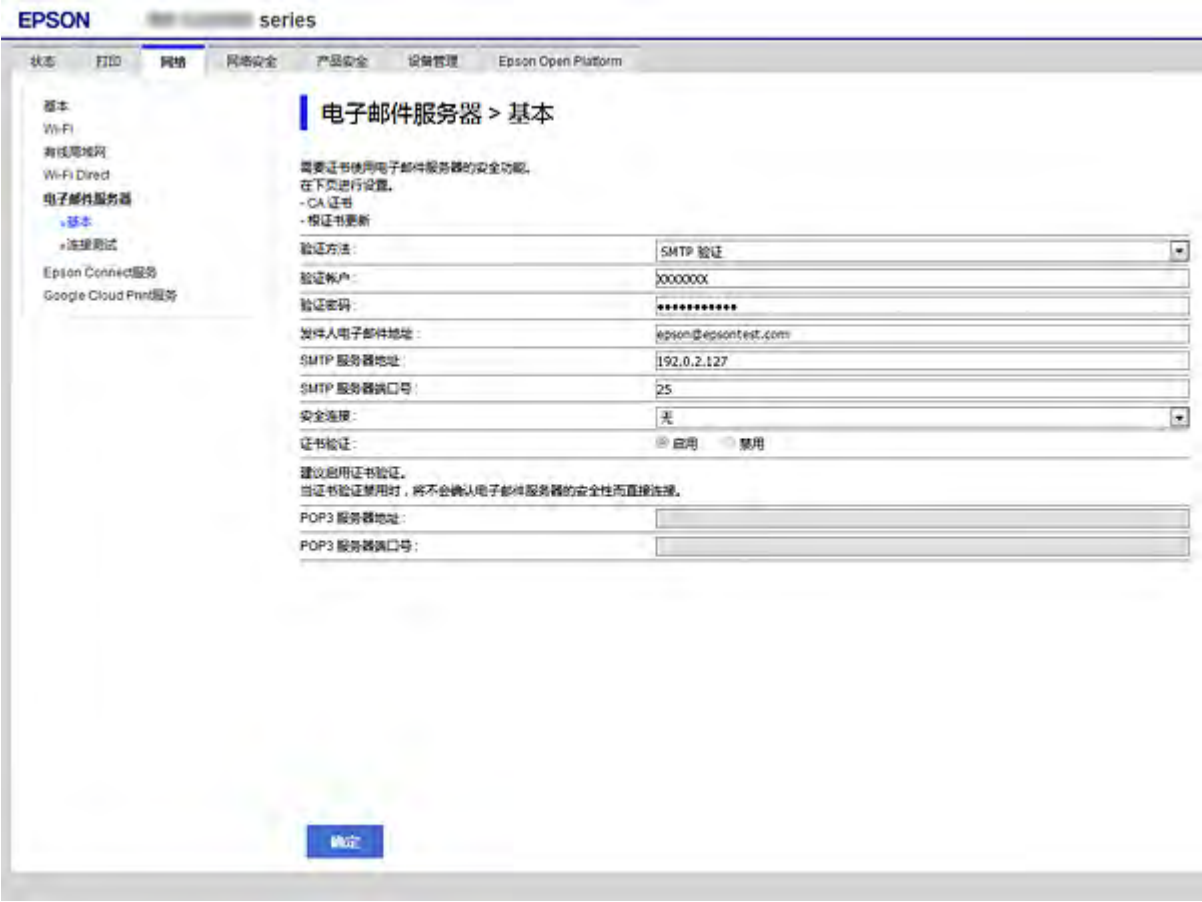 EPSON series
状态 打印 网络 网络安全 产品安全 设备管理 Epson Open Platform
基本
Wi-Fi
有线局域网
Wi-Fi Direct
电子邮件服务器
»基本
»连接测试
Epson Connect服务
Google Cloud Print服务
电子邮件服务器 > 基本
需要证书使用电子邮件服务器的安全功能。
在下页进行设置。
- CA 证书
- 根证书更新
验证方法 : SMTP 验证
验证帐户 : XXXXXXX
验证密码 : •••••••••••
发件人电子邮件地址 : epson@epsontest.com
SMTP 服务器地址 : 192.0.2.127
SMTP 服务器端口号 : 25
安全连接 : 无
证书验证 : 启用 禁用
建议启用证书验证。
当证书验证禁用时，将不会确认电子邮件服务器的安全性而直接连接。
POP3 服务器地址 :
POP3 服务器端口号 :
确定